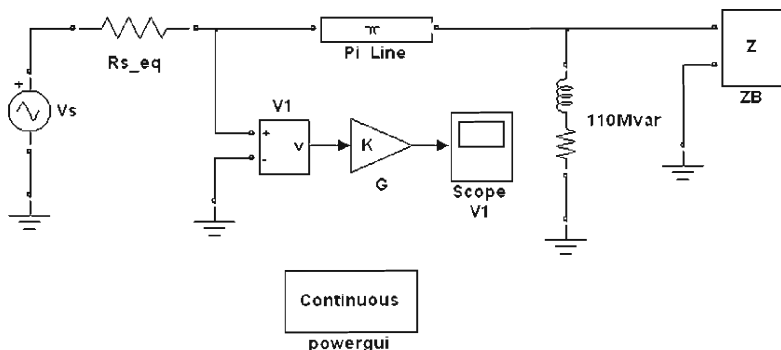 Rs_eq
π
Pi Line
Z
ZB
+
Vs
V1
+
-
v
K
G
Scope
V1
110Mvar
Continuous
powergui